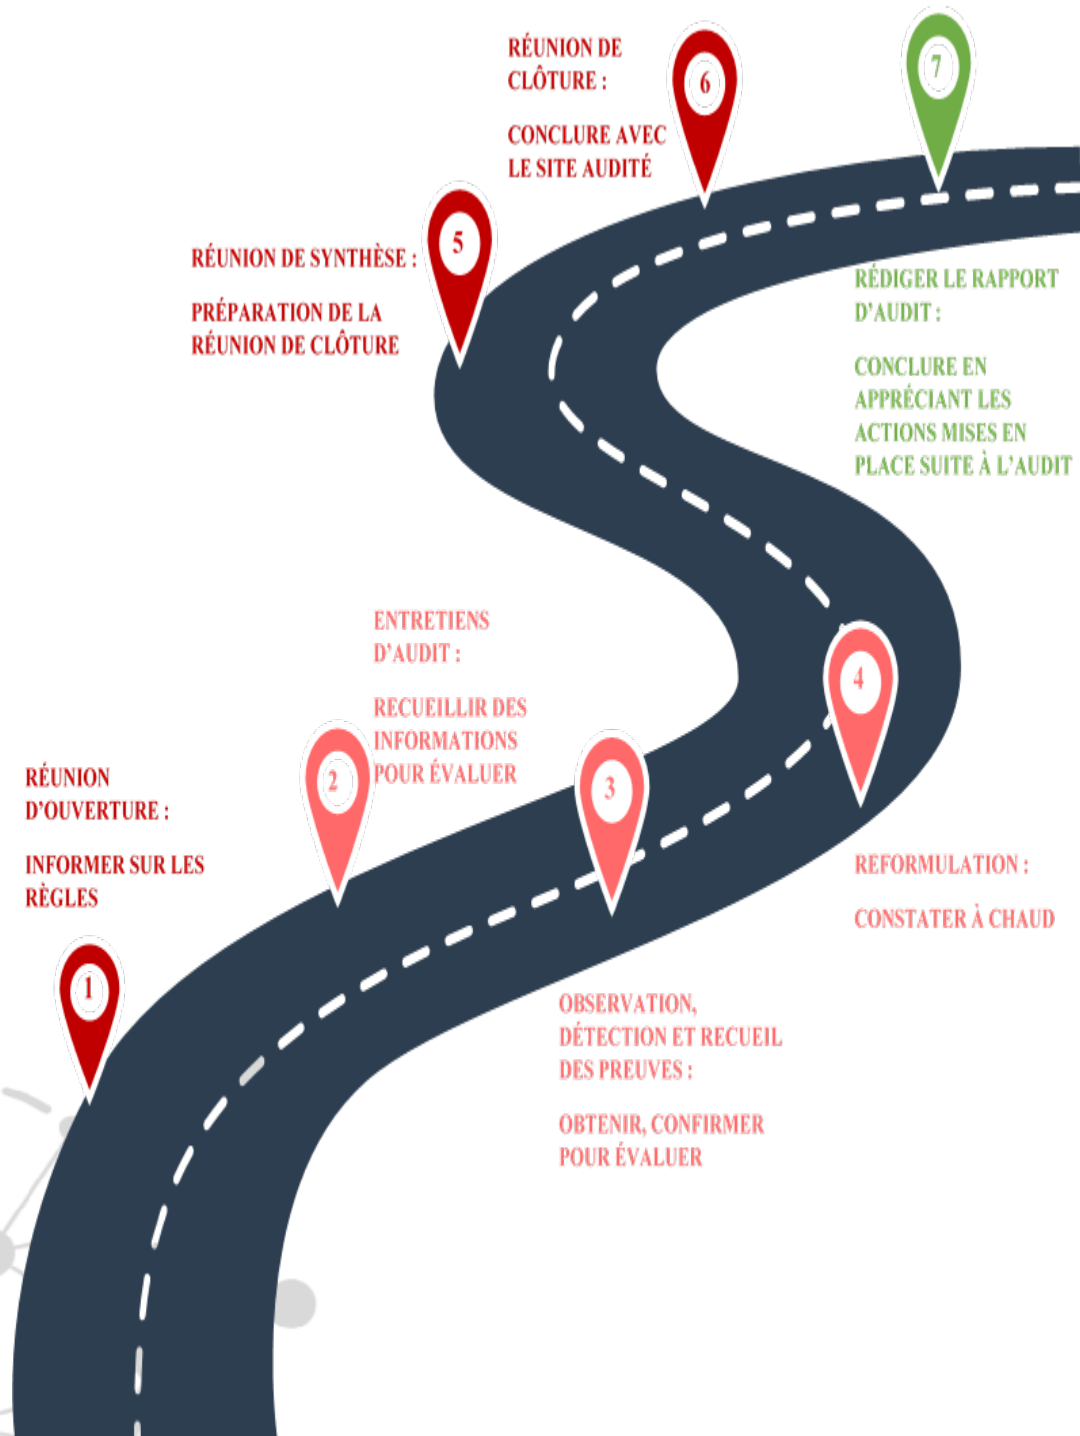 RÉUNION
D’OUVERTURE :
INFORMER SUR LES
RÈGLES
1
ENTRETIENS
D’AUDIT :
RECUEILLIR DES
INFORMATIONS
POUR ÉVALUER
2
3
OBSERVATION,
DÉTECTION ET RECUEIL
DES PREUVES :
OBTENIR, CONFIRMER
POUR ÉVALUER
4
REFORMULATION :
CONSTATER À CHAUD
5
RÉUNION DE SYNTHÈSE :
PRÉPARATION DE LA
RÉUNION DE CLÔTURE
6
RÉUNION DE
CLÔTURE :
CONCLURE AVEC
LE SITE AUDITÉ
7
RÉDIGER LE RAPPORT
D’AUDIT :
CONCLURE EN
APPRÉCIANT LES
ACTIONS MISES EN
PLACE SUITE À L’AUDIT